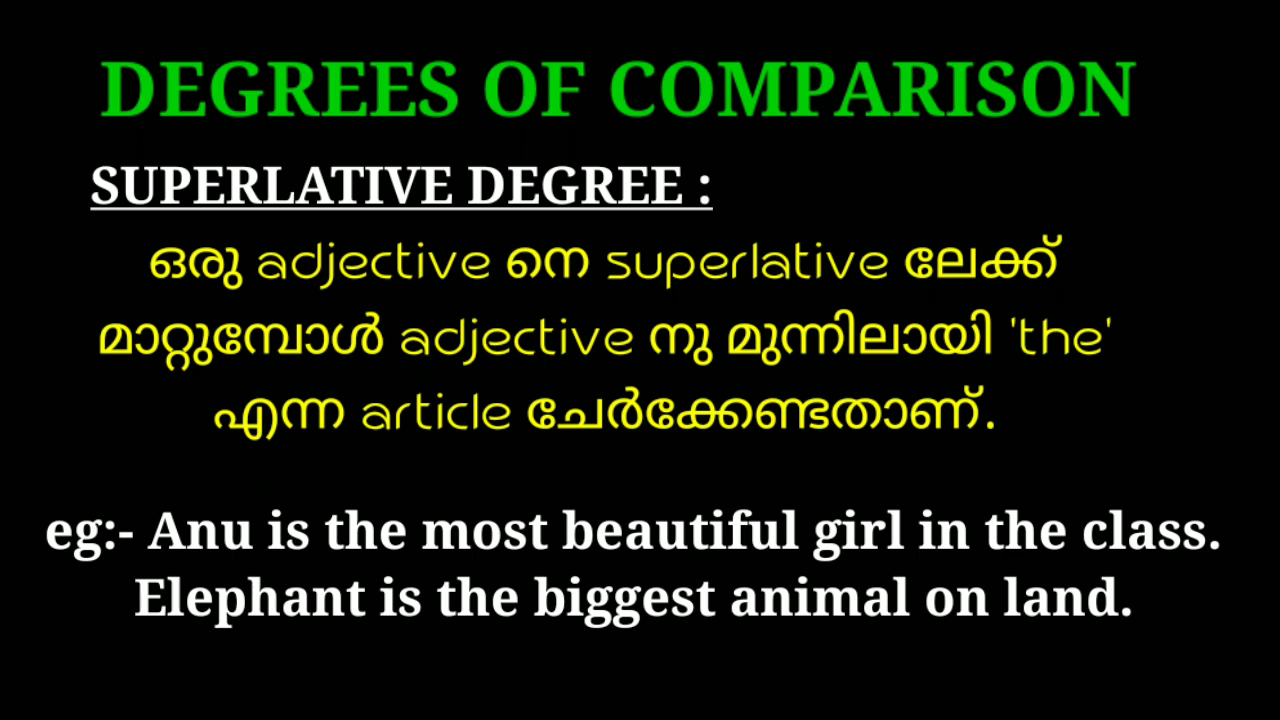 DEGREES OF COMPARISON
SUPERLATIVE DEGREE :
ഒരു adjective നെ superlative ലേക്ക്
മാറ്റുമ്പോൾ adjective നു മുന്നിലായി 'the'
എന്ന article ചേർക്കേണ്ടതാണ്.
eg:- Anu is the most beautiful girl in the class.
Elephant is the biggest animal on land.